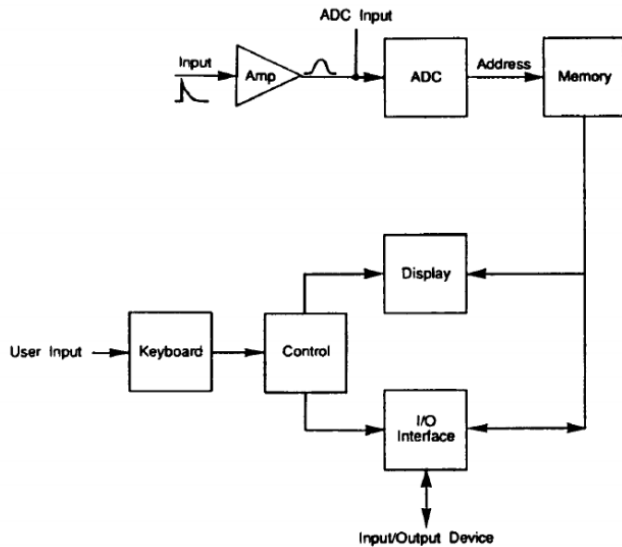 ADC Input
Input
Amp
ADC
Address
Memory
Display
User Input
Keyboard
Control
I/O
Interface
Input/Output Device